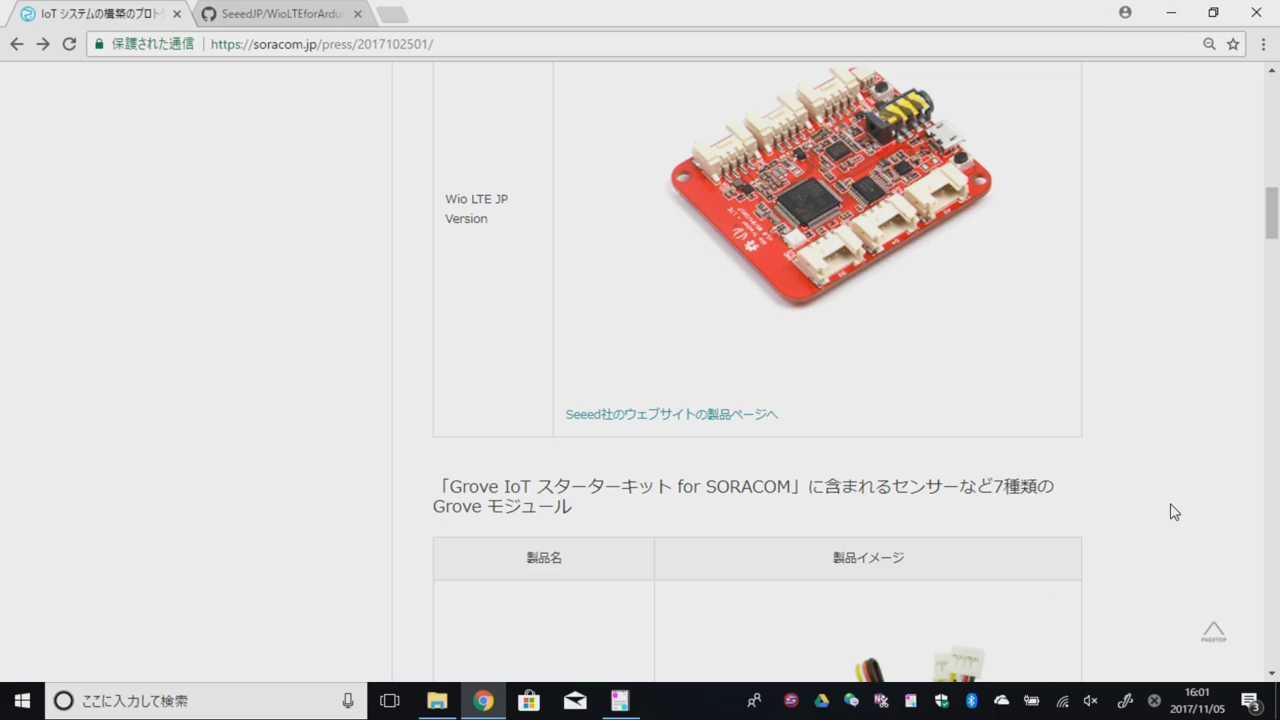 IoT システムの構築のプロトタ
SeeedJP/WioLTEforArdui
保護された通信
https://soracom.jp/press/2017102501/
Wio LTE JP
Version
Seeed社のウェブサイトの製品ページへ
「Grove IoT スターターキット for SORACOM」に含まれるセンサーなど7種類の
Grove モジュール
製品名
製品イメージ
PAGETOP
ここに入力して検索
16:01
2017/11/05
3